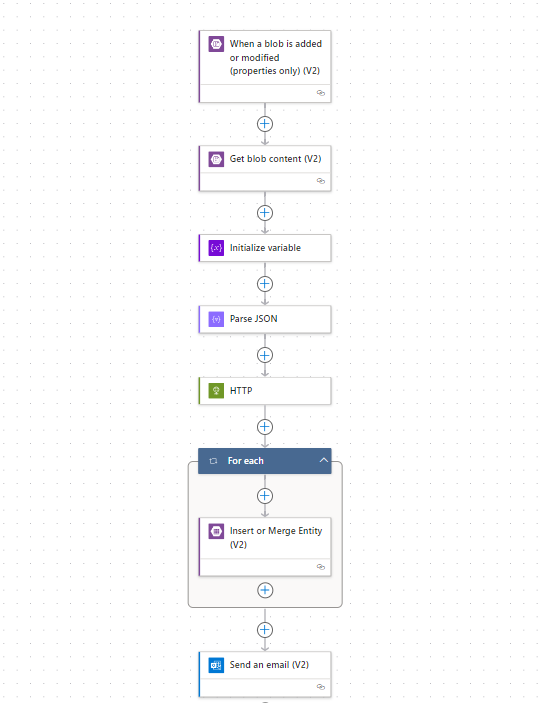 When a blob is added
or modified
(properties only) (V2)
Get blob content (V2)
Initialize variable
Parse JSON
HTTP
For each
Insert or Merge Entity
(V2)
Send an email (V2)